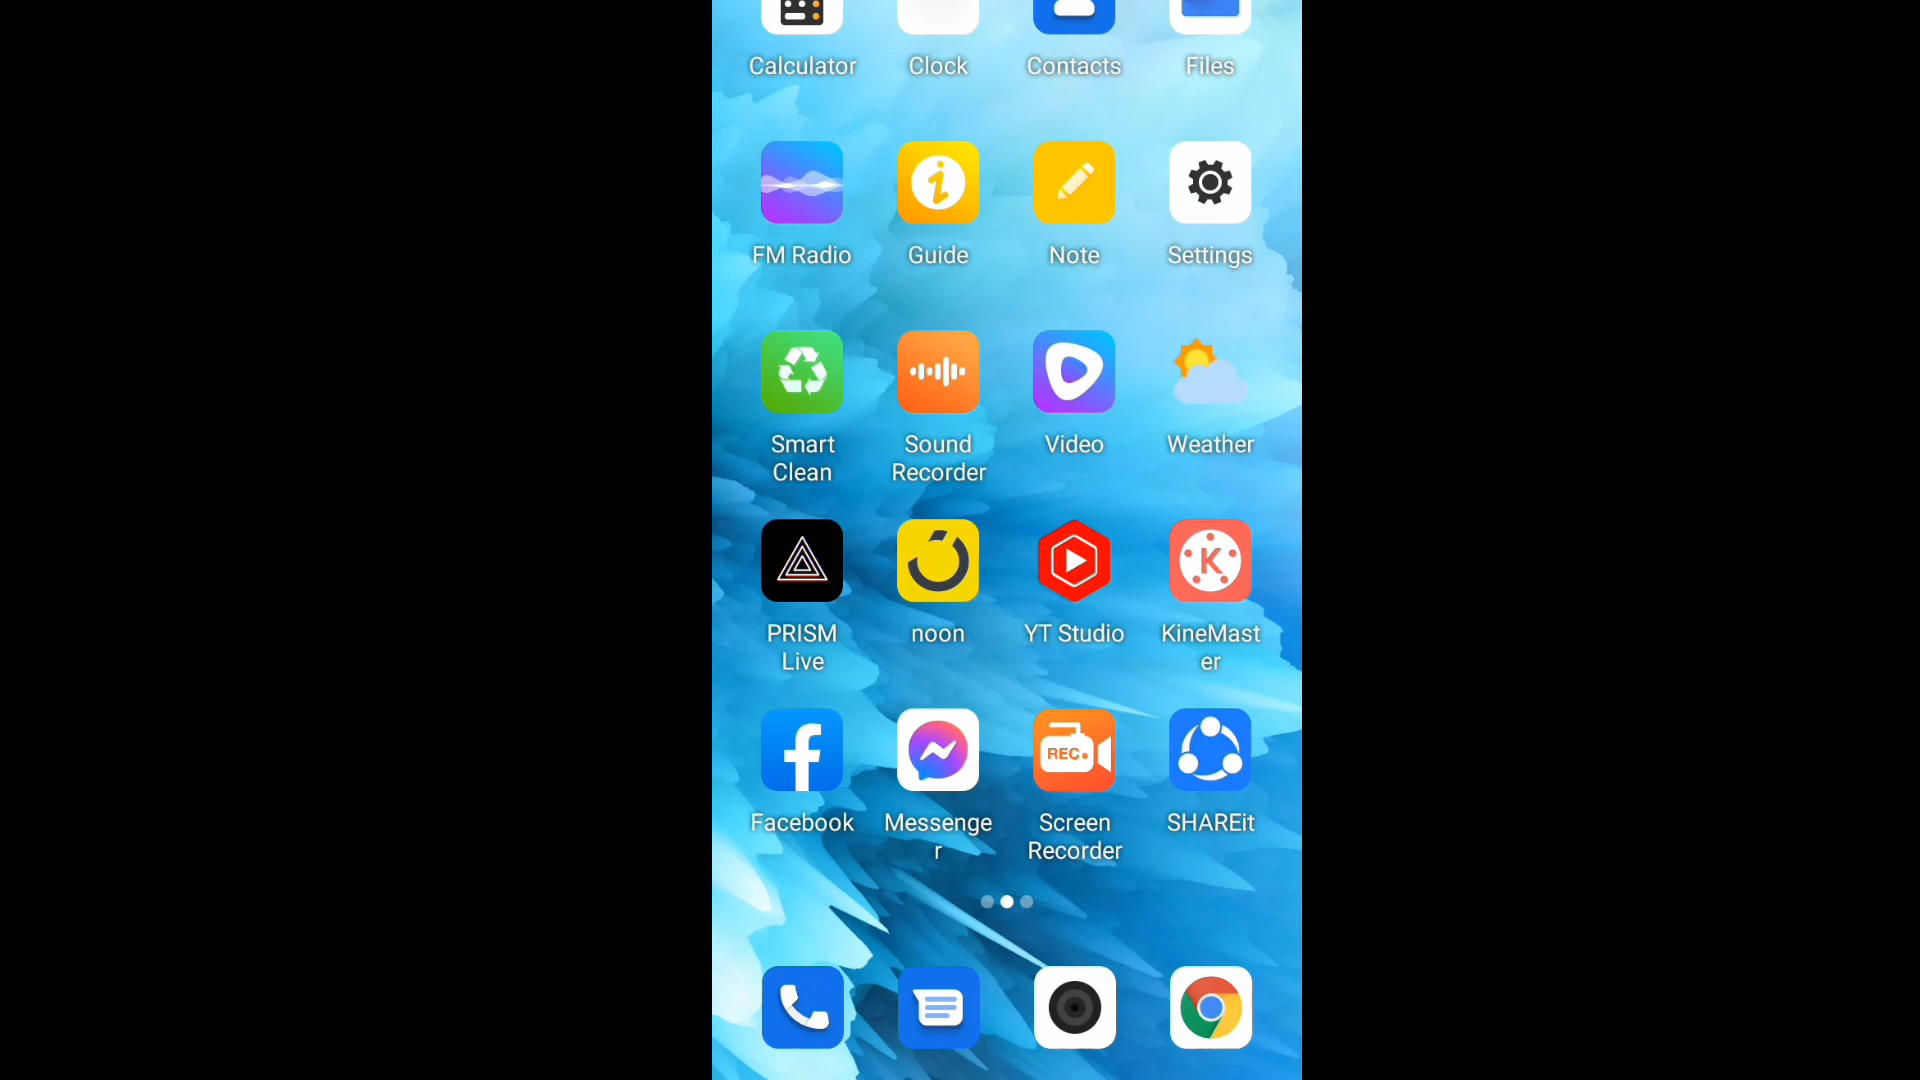 Calculator Clock Contacts Files
FM Radio Guide Note Settings
Smart Sound Video Weather
Clean Recorder
PRISM noon YT Studio KineMast
Live er
REC
Facebook Messenge Screen SHAREit
r Recorder